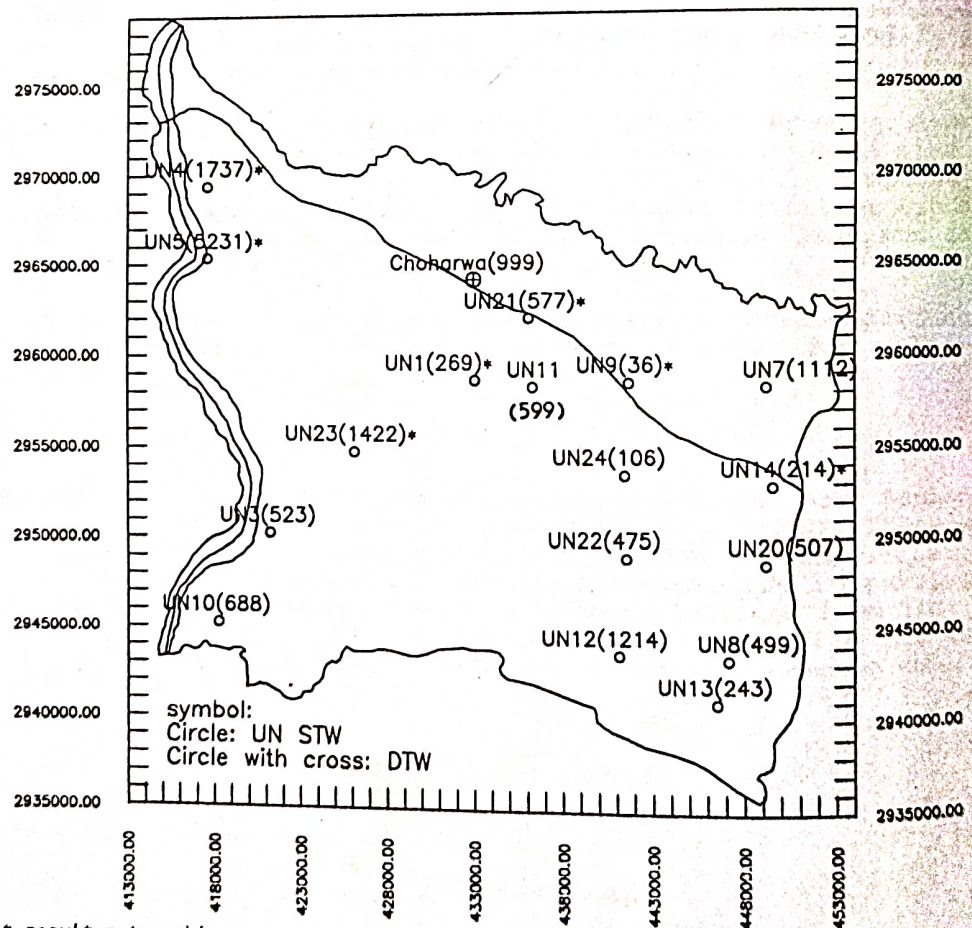 2975000.00
2975000.00
2970000.00
2970000.00
UN4(1737)*
UN5(5231)*
2965000.00
2965000.00
Choharwa(999)
UN21(577)*
2960000.00
2960000.00
UN1(269)*
UN11
(599)
UN9(36)*
UN7(1112)
2955000.00
2955000.00
UN23(1422)*
UN24(106)
UN14(214)*
UN3(523)
2950000.00
2950000.00
UN22(475)
UN20(507)
UN10(688)
2945000.00
2945000.00
UN12(1214)
UN8(499)
UN13(243)
2940000.00
2940000.00
symbol:
Circle: UN STW
Circle with cross: DTW
2935000.00
2935000.00
413000.00
418000.00
423000.00
428000.00
433000.00
438000.00
443000.00
448000.00
453000.00